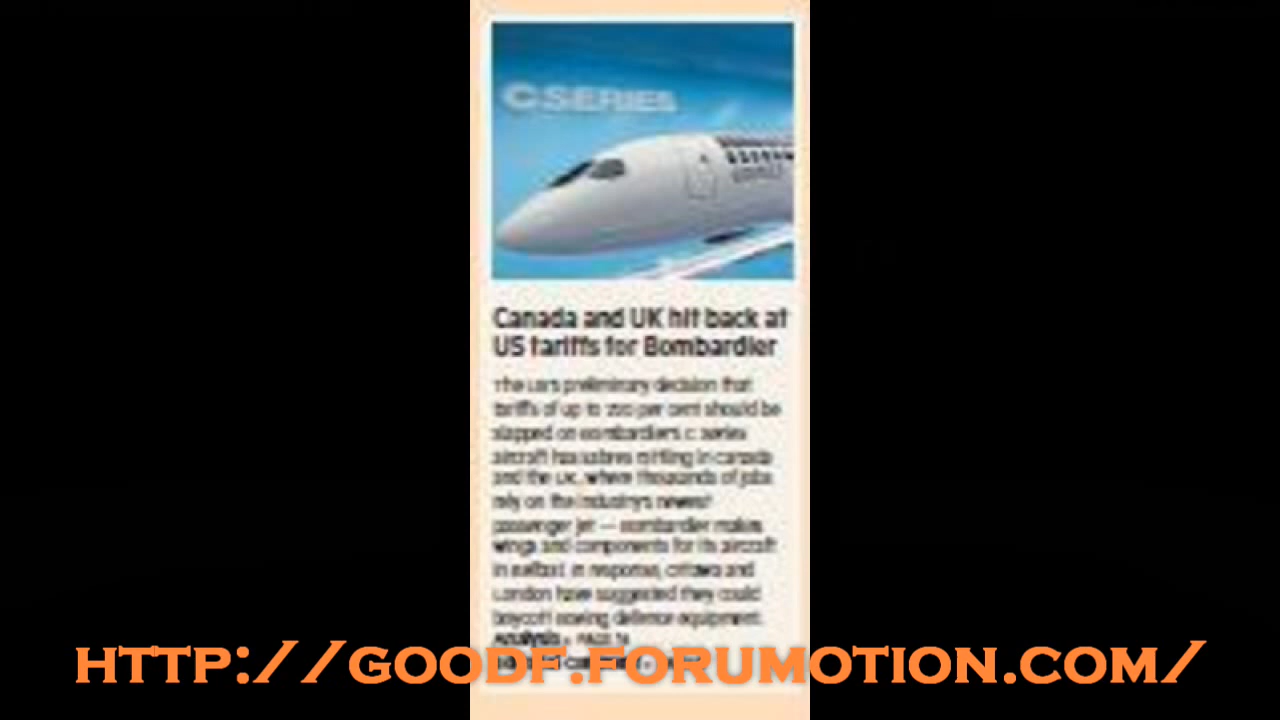 CSERIES
Canada and UK hit back at
US tariffs for Bombardier
The US's preliminary decision that
tariffs of up to 220 per cent should be
slapped on Bombardier's C series
aircraft has sabres rattling in Canada
and the UK, where thousands of jobs
rely on the industry's newest
passenger jet — Bombardier makes
wings and components for its aircraft
in Belfast. In response, Ottawa and
London have suggested they could
boycott Boeing defence equipment.
Analysis PAGE
HTTP://GOODF.FORUMOTION.COM/